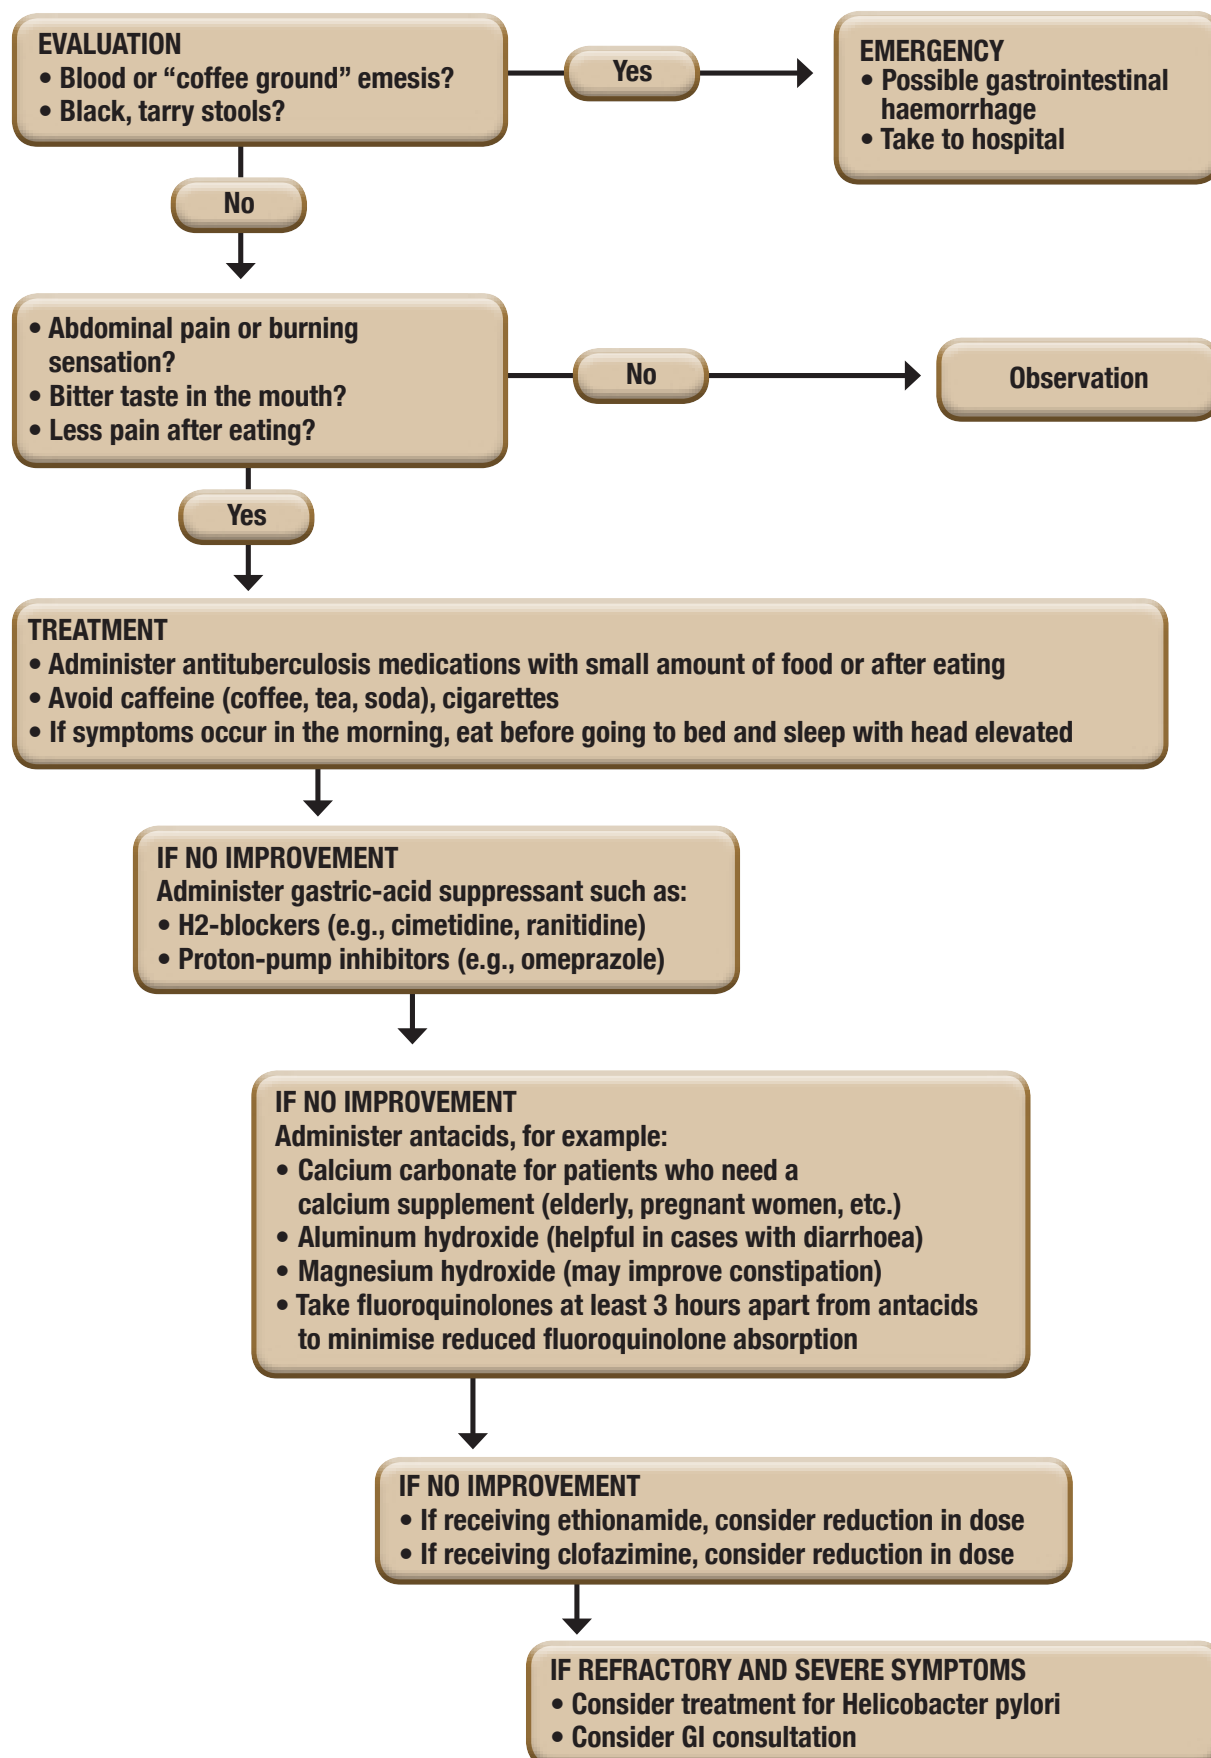 EVALUATION
• Blood or “coffee ground” emesis?
• Black, tarry stools?
Yes
EMERGENCY
• Possible gastrointestinal
haemorrhage
• Take to hospital
No
• Abdominal pain or burning
sensation?
• Bitter taste in the mouth?
• Less pain after eating?
No
Observation
Yes
TREATMENT
• Administer antituberculosis medications with small amount of food or after eating
• Avoid caffeine (coffee, tea, soda), cigarettes
• If symptoms occur in the morning, eat before going to bed and sleep with head elevated
IF NO IMPROVEMENT
Administer gastric-acid suppressant such as:
• H2-blockers (e.g., cimetidine, ranitidine)
• Proton-pump inhibitors (e.g., omeprazole)
IF NO IMPROVEMENT
Administer antacids, for example:
• Calcium carbonate for patients who need a
calcium supplement (elderly, pregnant women, etc.)
• Aluminum hydroxide (helpful in cases with diarrhoea)
• Magnesium hydroxide (may improve constipation)
• Take fluoroquinolones at least 3 hours apart from antacids
to minimise reduced fluoroquinolone absorption
IF NO IMPROVEMENT
• If receiving ethionamide, consider reduction in dose
• If receiving clofazimine, consider reduction in dose
IF REFRACTORY AND SEVERE SYMPTOMS
• Consider treatment for Helicobacter pylori
• Consider GI consultation